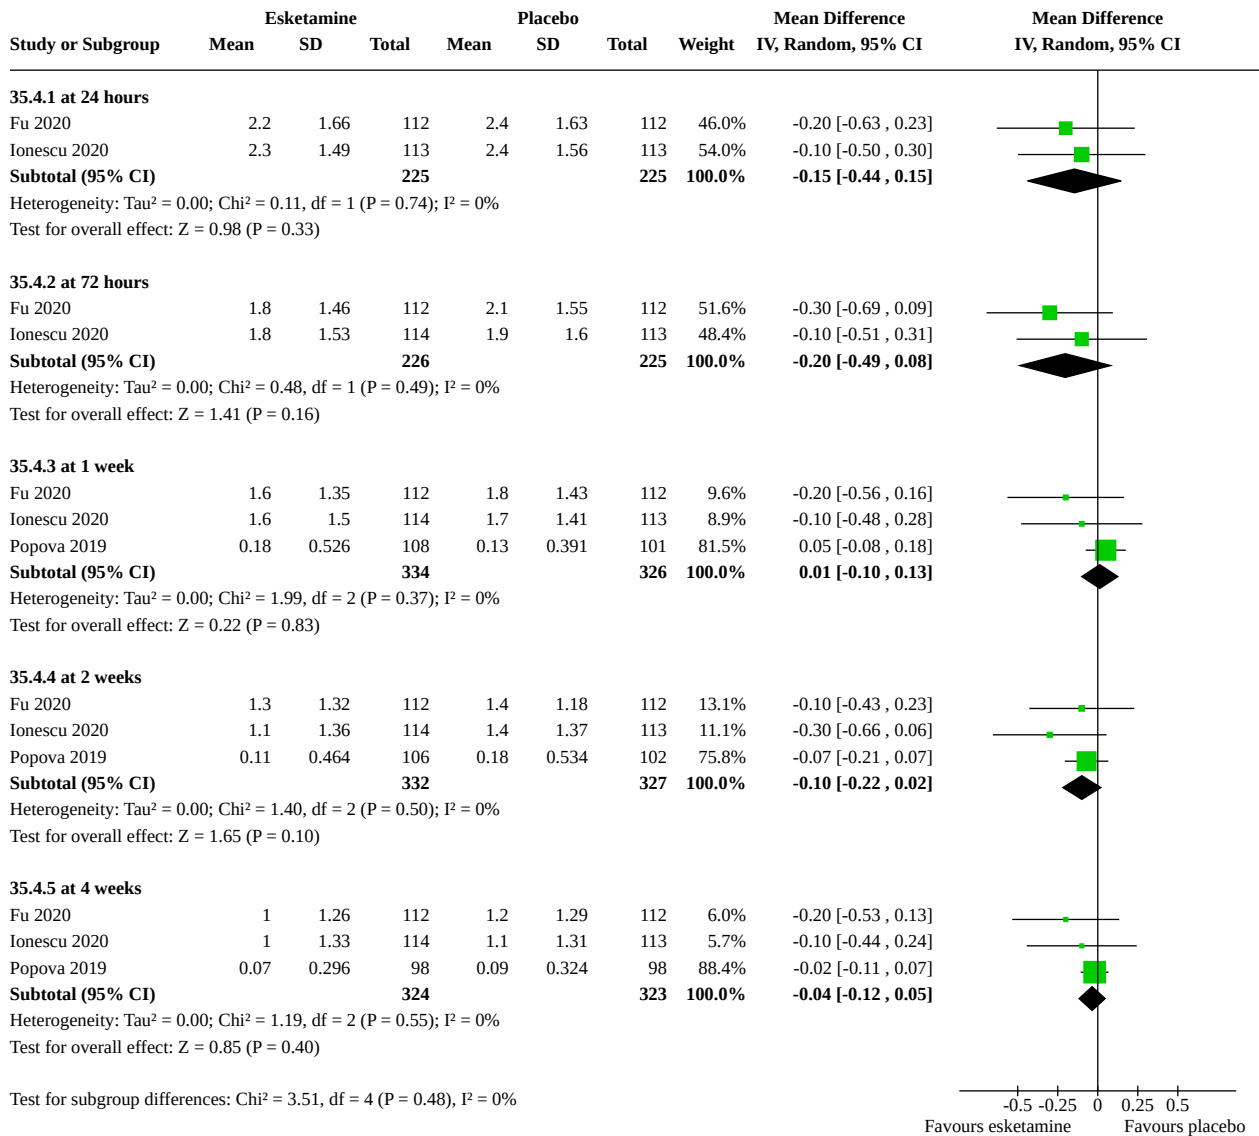 Esketamine Placebo Mean Difference Mean Difference
Study or Subgroup Mean SD Total Mean SD Total Weight IV, Random, 95% CI IV, Random, 95% CI
35.4.1 at 24 hours
Fu 2020 2.2 1.66 112 2.4 1.63 112 46.0% -0.20 [-0.63 , 0.23]
Ionescu 2020 2.3 1.49 113 2.4 1.56 113 54.0% -0.10 [-0.50 , 0.30]
Subtotal (95% CI) 225 225 100.0% -0.15 [-0.44 , 0.15]
Heterogeneity: Tau² = 0.00; Chi² = 0.11, df = 1 (P = 0.74); I² = 0%
Test for overall effect: Z = 0.98 (P = 0.33)
35.4.2 at 72 hours
Fu 2020 1.8 1.46 112 2.1 1.55 112 51.6% -0.30 [-0.69 , 0.09]
Ionescu 2020 1.8 1.53 114 1.9 1.6 113 48.4% -0.10 [-0.51 , 0.31]
Subtotal (95% CI) 226 225 100.0% -0.20 [-0.49 , 0.08]
Heterogeneity: Tau² = 0.00; Chi² = 0.48, df = 1 (P = 0.49); I² = 0%
Test for overall effect: Z = 1.41 (P = 0.16)
35.4.3 at 1 week
Fu 2020 1.6 1.35 112 1.8 1.43 112 9.6% -0.20 [-0.56 , 0.16]
Ionescu 2020 1.6 1.5 114 1.7 1.41 113 8.9% -0.10 [-0.48 , 0.28]
Popova 2019 0.18 0.526 108 0.13 0.391 101 81.5% 0.05 [-0.08 , 0.18]
Subtotal (95% CI) 334 326 100.0% 0.01 [-0.10 , 0.13]
Heterogeneity: Tau² = 0.00; Chi² = 1.99, df = 2 (P = 0.37); I² = 0%
Test for overall effect: Z = 0.22 (P = 0.83)
35.4.4 at 2 weeks
Fu 2020 1.3 1.32 112 1.4 1.18 112 13.1% -0.10 [-0.43 , 0.23]
Ionescu 2020 1.1 1.36 114 1.4 1.37 113 11.1% -0.30 [-0.66 , 0.06]
Popova 2019 0.11 0.464 106 0.18 0.534 102 75.8% -0.07 [-0.21 , 0.07]
Subtotal (95% CI) 332 327 100.0% -0.10 [-0.22 , 0.02]
Heterogeneity: Tau² = 0.00; Chi² = 1.40, df = 2 (P = 0.50); I² = 0%
Test for overall effect: Z = 1.65 (P = 0.10)
35.4.5 at 4 weeks
Fu 2020 1 1.26 112 1.2 1.29 112 6.0% -0.20 [-0.53 , 0.13]
Ionescu 2020 1 1.33 114 1.1 1.31 113 5.7% -0.10 [-0.44 , 0.24]
Popova 2019 0.07 0.296 98 0.09 0.324 98 88.4% -0.02 [-0.11 , 0.07]
Subtotal (95% CI) 324 323 100.0% -0.04 [-0.12 , 0.05]
Heterogeneity: Tau² = 0.00; Chi² = 1.19, df = 2 (P = 0.55); I² = 0%
Test for overall effect: Z = 0.85 (P = 0.40)
Test for subgroup differences: Chi² = 3.51, df = 4 (P = 0.48), I² = 0%
-0.5 -0.25 0 0.25 0.5
Favours esketamine Favours placebo